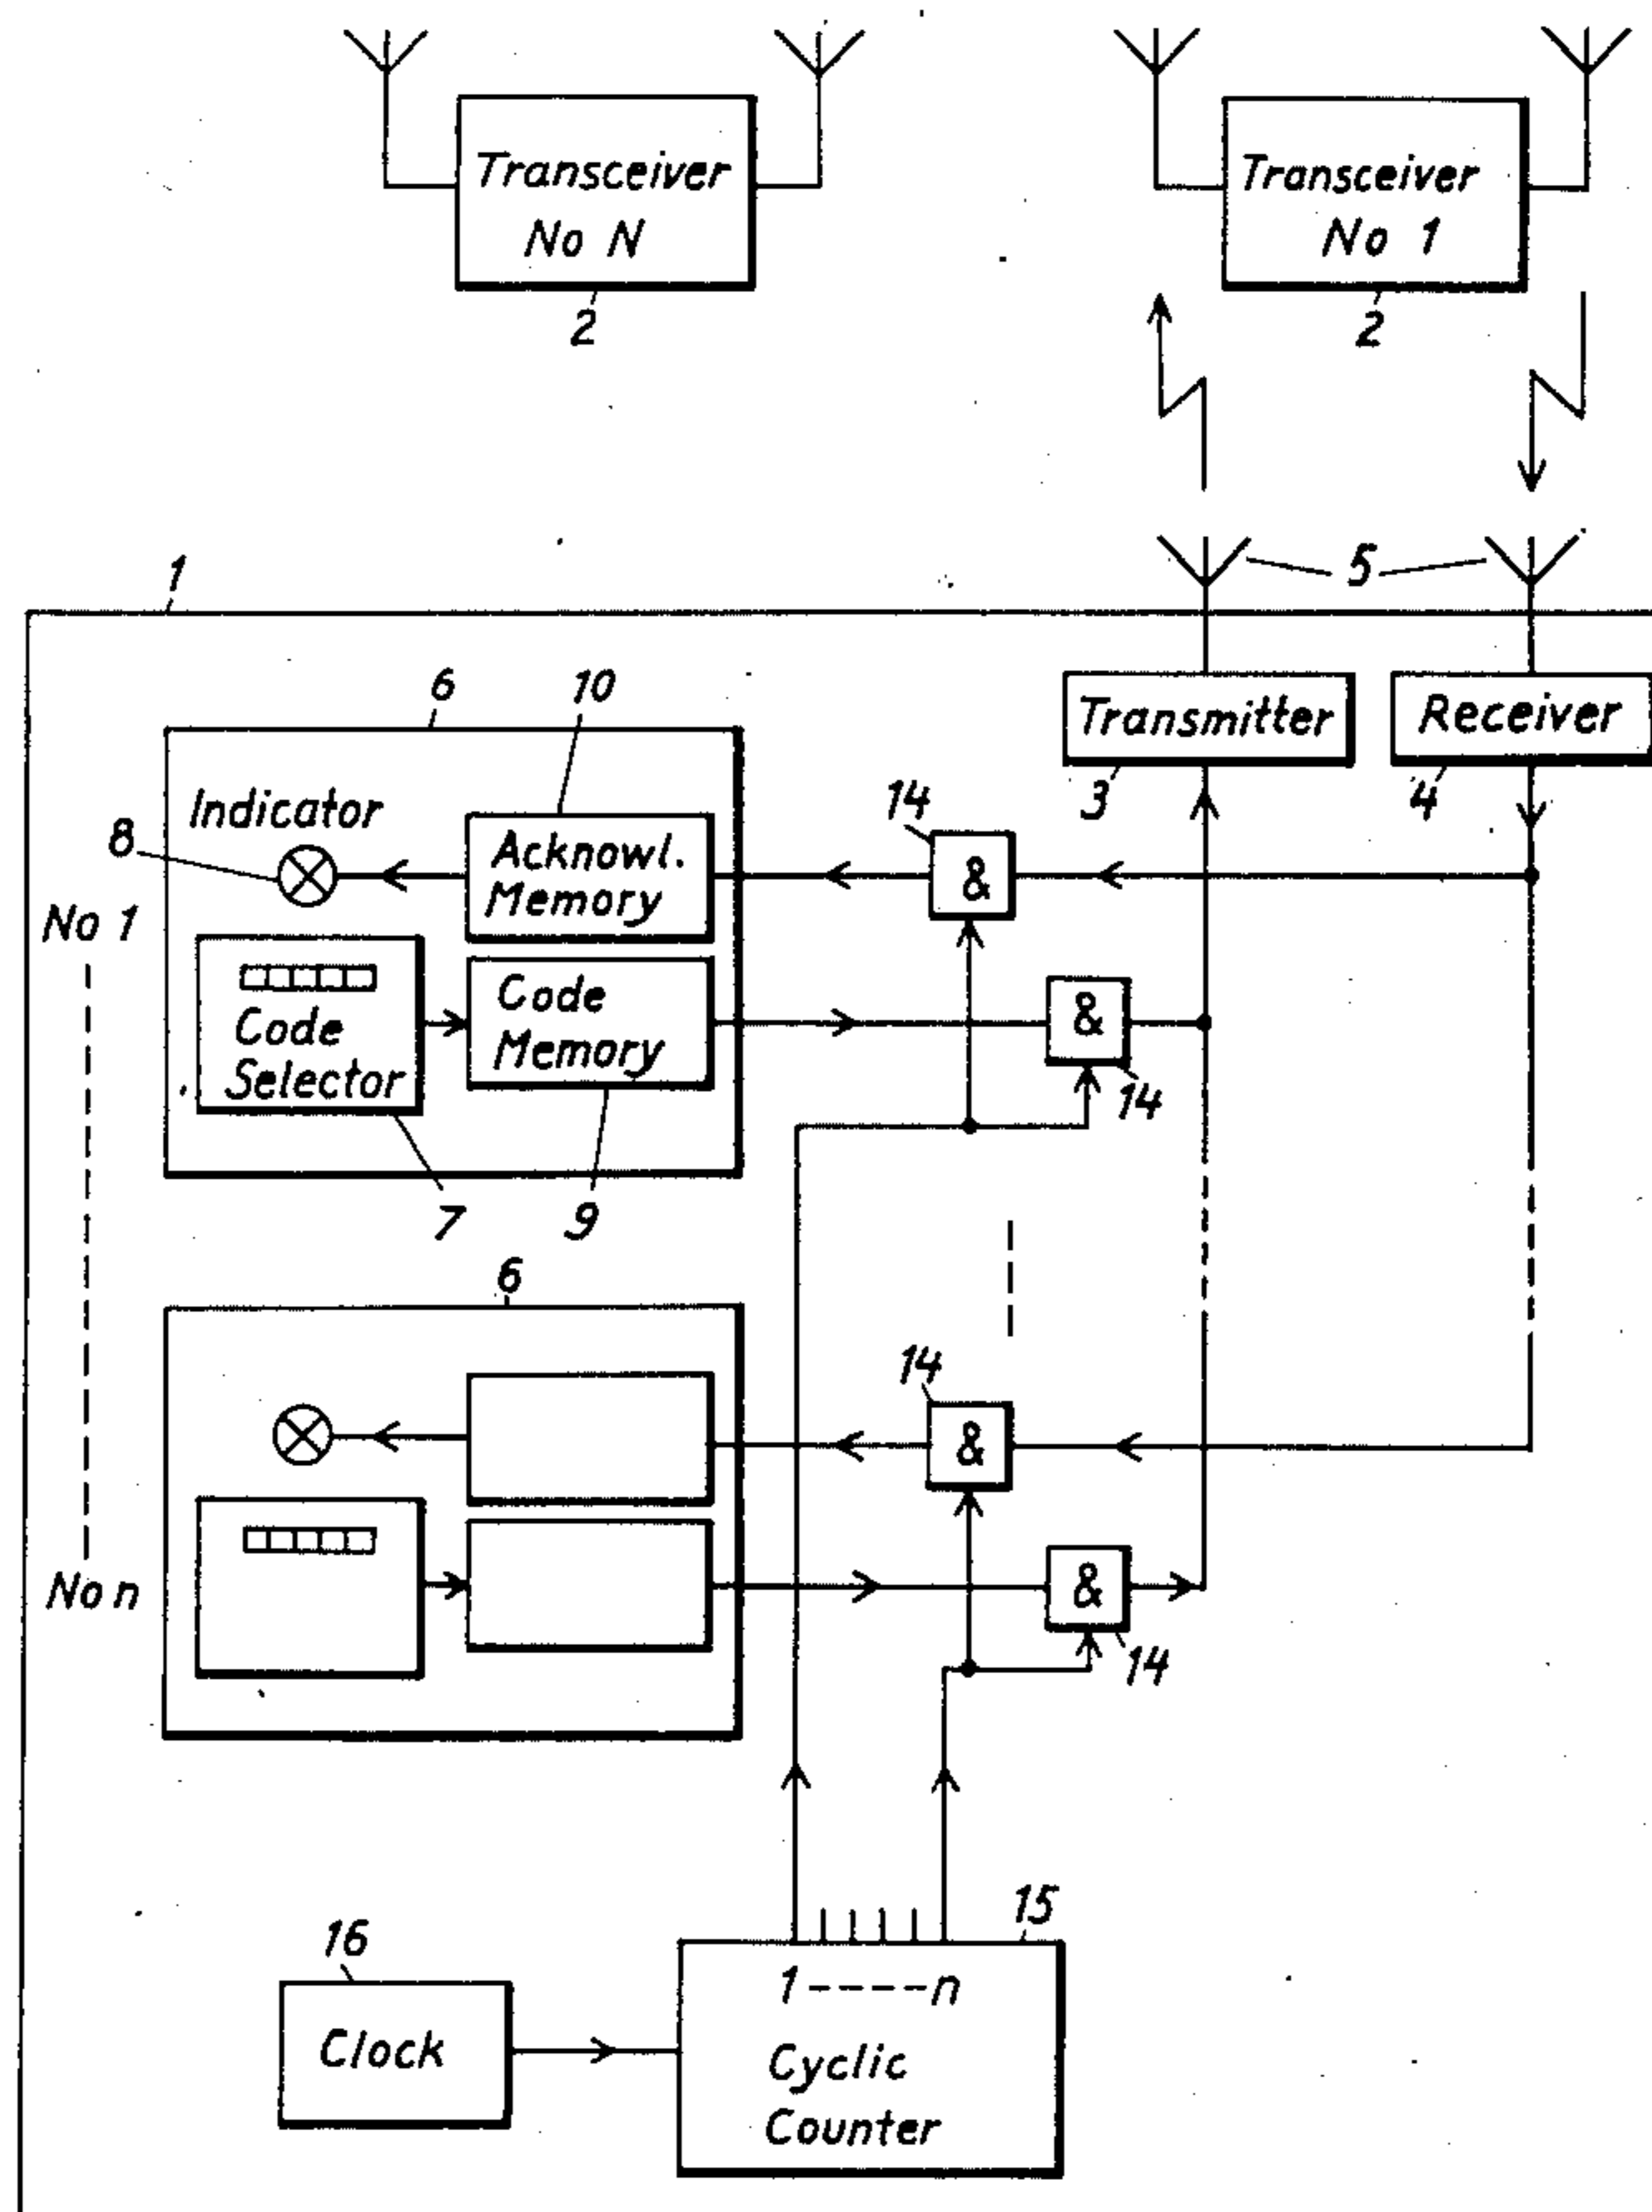 Transceiver
No N
2
Transceiver
No 1
2
5
1
6
10
Transmitter
3
Receiver
4
Indicator
8
Acknowl.
Memory
14
&
No 1
Code
Selector
7
Code
Memory
9
&
14
6
14
&
No n
&
14
15
16
1-----n
Clock
Cyclic
Counter